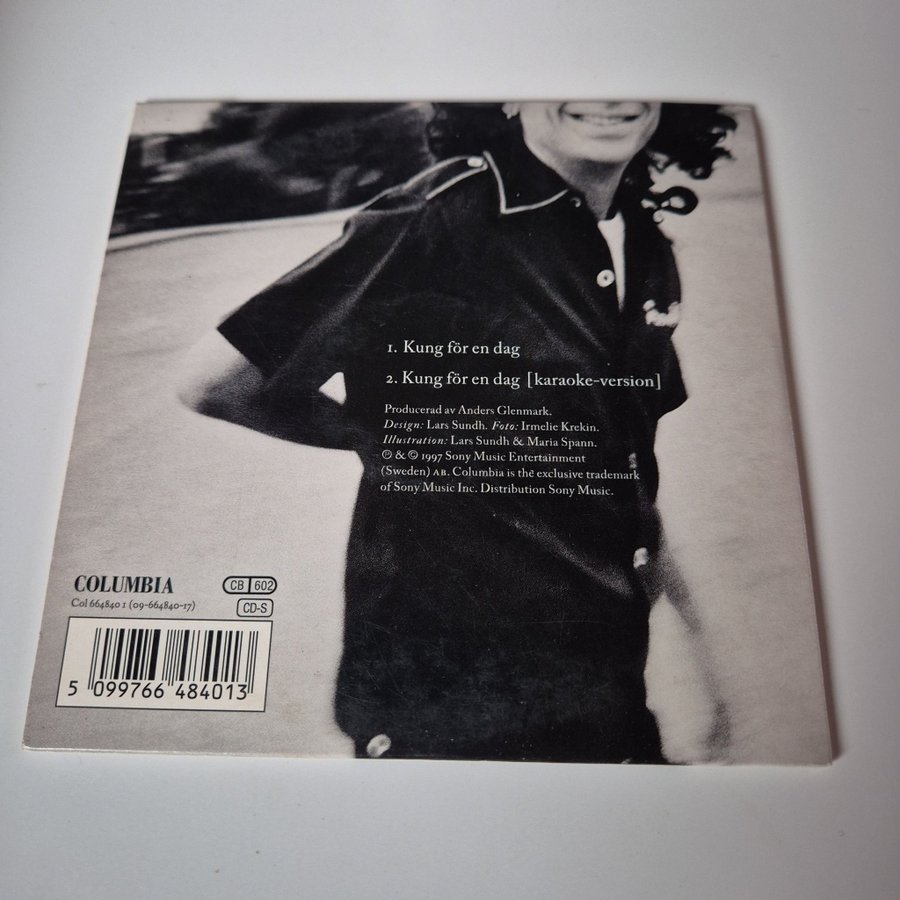 1. Kung för en dag
2. Kung för en dag [karaoke-version]
Producerad av Anders Glenmark.
Design: Lars Sundh. Foto: Irmelie Krekin.
Illustration: Lars Sundh & Maria Spann.
℗ & © 1997 Sony Music Entertainment
(Sweden) AB. Columbia is the exclusive trademark
of Sony Music Inc. Distribution Sony Music.
COLUMBIA
Col 664840 1 (09-664840-17)
CB 602
CD-S
5 099766 484013